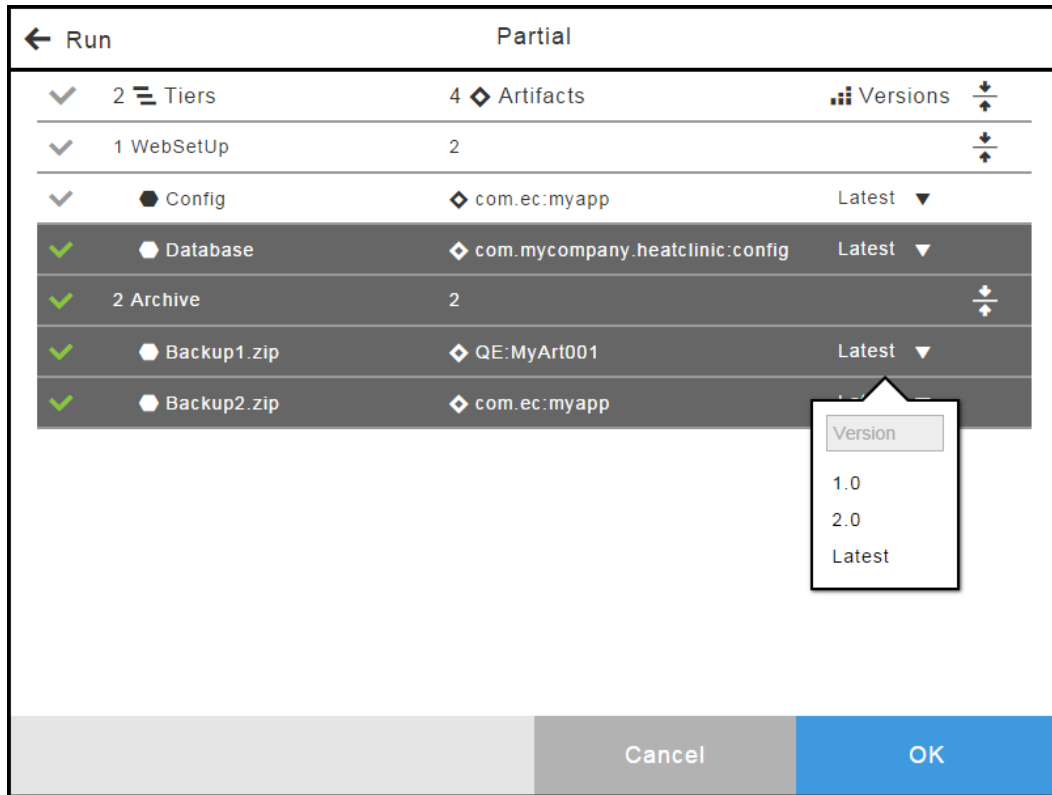 Run Partial
2 Tiers 4 Artifacts Versions
1 WebSetUp 2
Config com.ec:myapp Latest
Database com.mycompany.heatclinic:config Latest
2 Archive 2
Backup1.zip QE:MyArt001 Latest
Backup2.zip com.ec:myapp
Version
1.0
2.0
Latest
Cancel OK